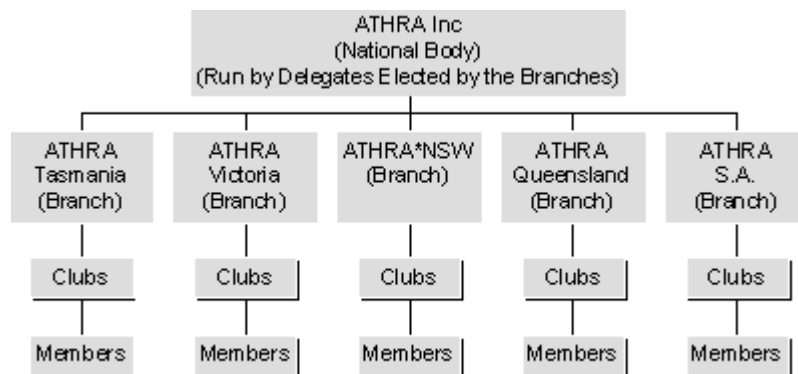 ATHRA Inc
(National Body)
(Run by Delegates Elected by the Branches)
ATHRA
Tasmania
(Branch)
ATHRA
Victoria
(Branch)
ATHRA*NSW
(Branch)
ATHRA
Queensland
(Branch)
ATHRA
S.A.
(Branch)
Clubs
Clubs
Clubs
Clubs
Clubs
Members
Members
Members
Members
Members